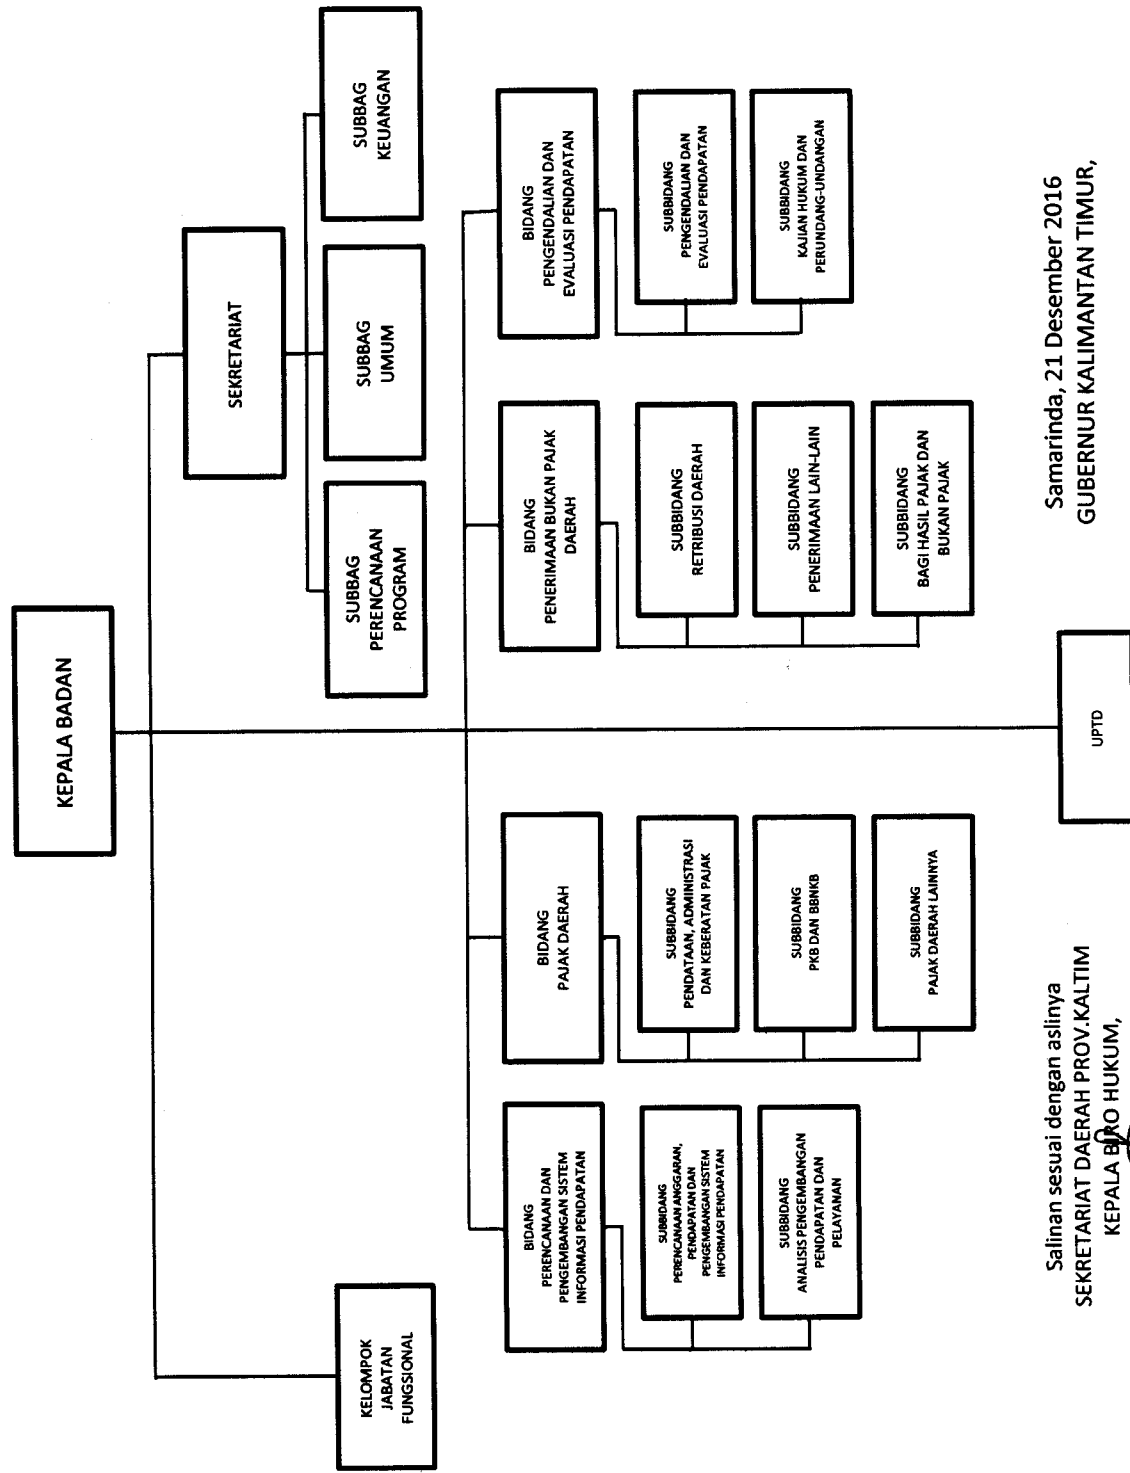 KEPALA BADAN
SEKRETARIAT
SUBBAG
PERENCANAAN
PROGRAM
SUBBAG
UMUM
SUBBAG
KEUANGAN
KELOMPOK
JABATAN
FUNGSIONAL
BIDANG
PERENCANAAN DAN
PENGEMBANGAN SISTEM
INFORMASI PENDAPATAN
SUBBIDANG
PERENCANAAN ANGGARAN,
PENDAPATAN DAN
PENGEMBANGAN SISTEM
INFORMASI PENDAPATAN
SUBBIDANG
ANALISIS PENGEMBANGAN
PENDAPATAN DAN
PELAYANAN
BIDANG
PAJAK DAERAH
SUBBIDANG
PENDATAAN, ADMINISTRASI
DAN KEBERATAN PAJAK
SUBBIDANG
PKB DAN BBNKB
SUBBIDANG
PAJAK DAERAH LAINNYA
BIDANG
PENERIMAAN BUKAN PAJAK
DAERAH
SUBBIDANG
RETRIBUSI DAERAH
SUBBIDANG
PENERIMAAN LAIN-LAIN
SUBBIDANG
BAGI HASIL PAJAK DAN
BUKAN PAJAK
BIDANG
PENGENDALIAN DAN
EVALUASI PENDAPATAN
SUBBIDANG
PENGENDALIAN DAN
EVALUASI PENDAPATAN
SUBBIDANG
KAJIAN HUKUM DAN
PERUNDANG-UNDANGAN
UPTD
Salinan sesuai dengan aslinya
SEKRETARIAT DAERAH PROV.KALTIM
KEPALA BIRO HUKUM,
Samarinda, 21 Desember 2016
GUBERNUR KALIMANTAN TIMUR,